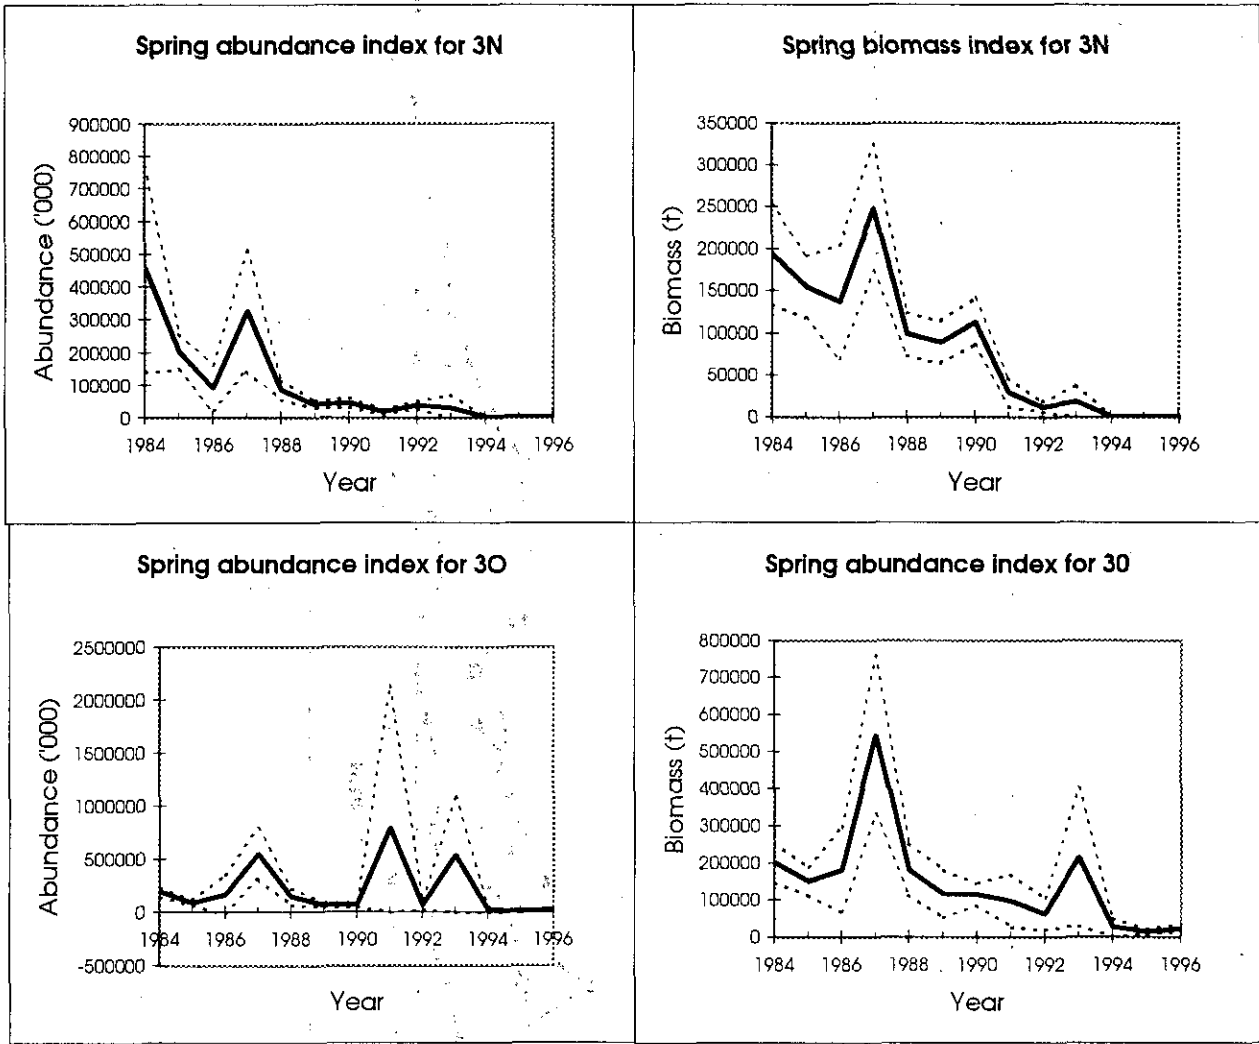 Spring abundance index for 3N
Abundance ('000)
900000
800000
700000
600000
500000
400000
300000
200000
100000
0
1984 1986 1988 1990 1992 1994 1996
Year
Spring biomass index for 3N
Biomass (t)
350000
300000
250000
200000
150000
100000
50000
0
1984 1986 1988 1990 1992 1994 1996
Year
Spring abundance index for 3O
Abundance ('000)
2500000
2000000
1500000
1000000
500000
0
-500000
1984 1986 1988 1990 1992 1994 1996
Year
Spring abundance index for 30
Biomass (t)
800000
700000
600000
500000
400000
300000
200000
100000
0
1984 1986 1988 1990 1992 1994 1996
Year